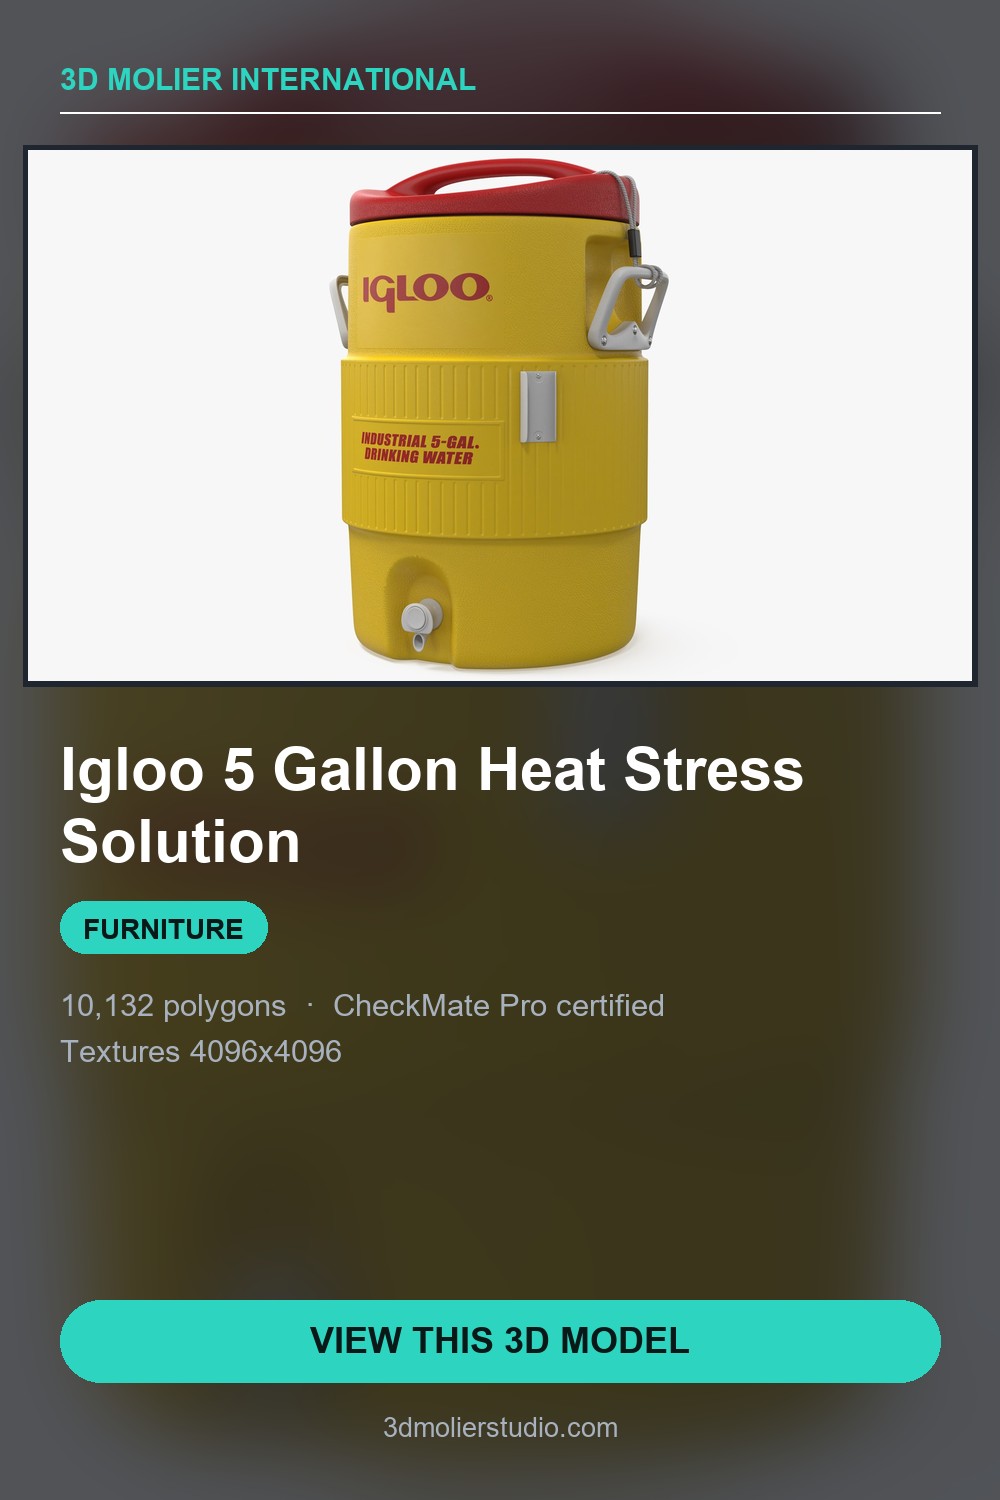 3D MOLIER INTERNATIONAL
IGLOO®
INDUSTRIAL 5-GAL.
DRINKING WATER
Igloo 5 Gallon Heat Stress
Solution
FURNITURE
10,132 polygons · CheckMate Pro certified
Textures 4096x4096
VIEW THIS 3D MODEL
3dmolierstudio.com